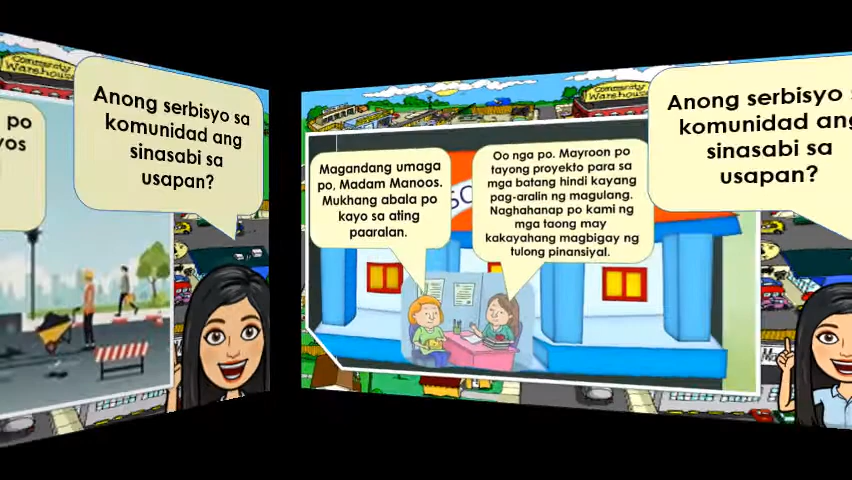 Community
Warehouse
po
yos
Anong serbisyo sa
komunidad ang
sinasabi sa
usapan?
Community
Warehouse
Magandang umaga
po, Madam Manoos.
Mukhang abala po
kayo sa ating
paaralan.
Oo nga po. Mayroon po
tayong proyekto para sa
mga batang hindi kayang
pag-aralin ng magulang.
Naghahanap po kami ng
mga taong may
kakayahang magbigay ng
tulong pinansiyal.
Anong serbisyo
komunidad ang
sinasabi sa
usapan?